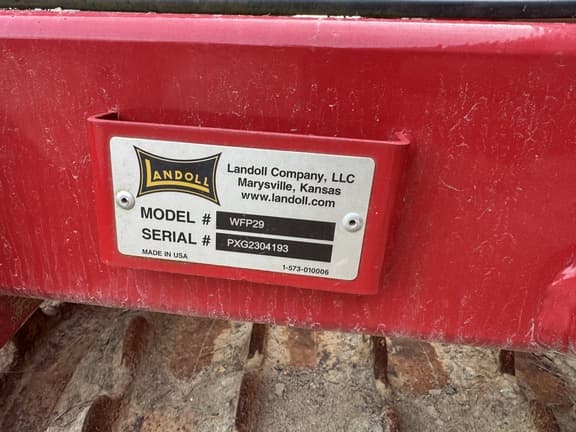 LANDOLL
Landoll Company, LLC
Marysville, Kansas
www.landoll.com
MODEL # WFP29
SERIAL # PXG2304193
MADE IN USA
1-573-010006